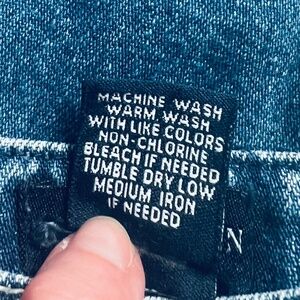 MACHINE WASH
WARM, WASH
WITH LIKE COLORS
NON-CHLORINE
BLEACH IF NEEDED
TUMBLE DRY LOW
MEDIUM IRON
IF NEEDED
N